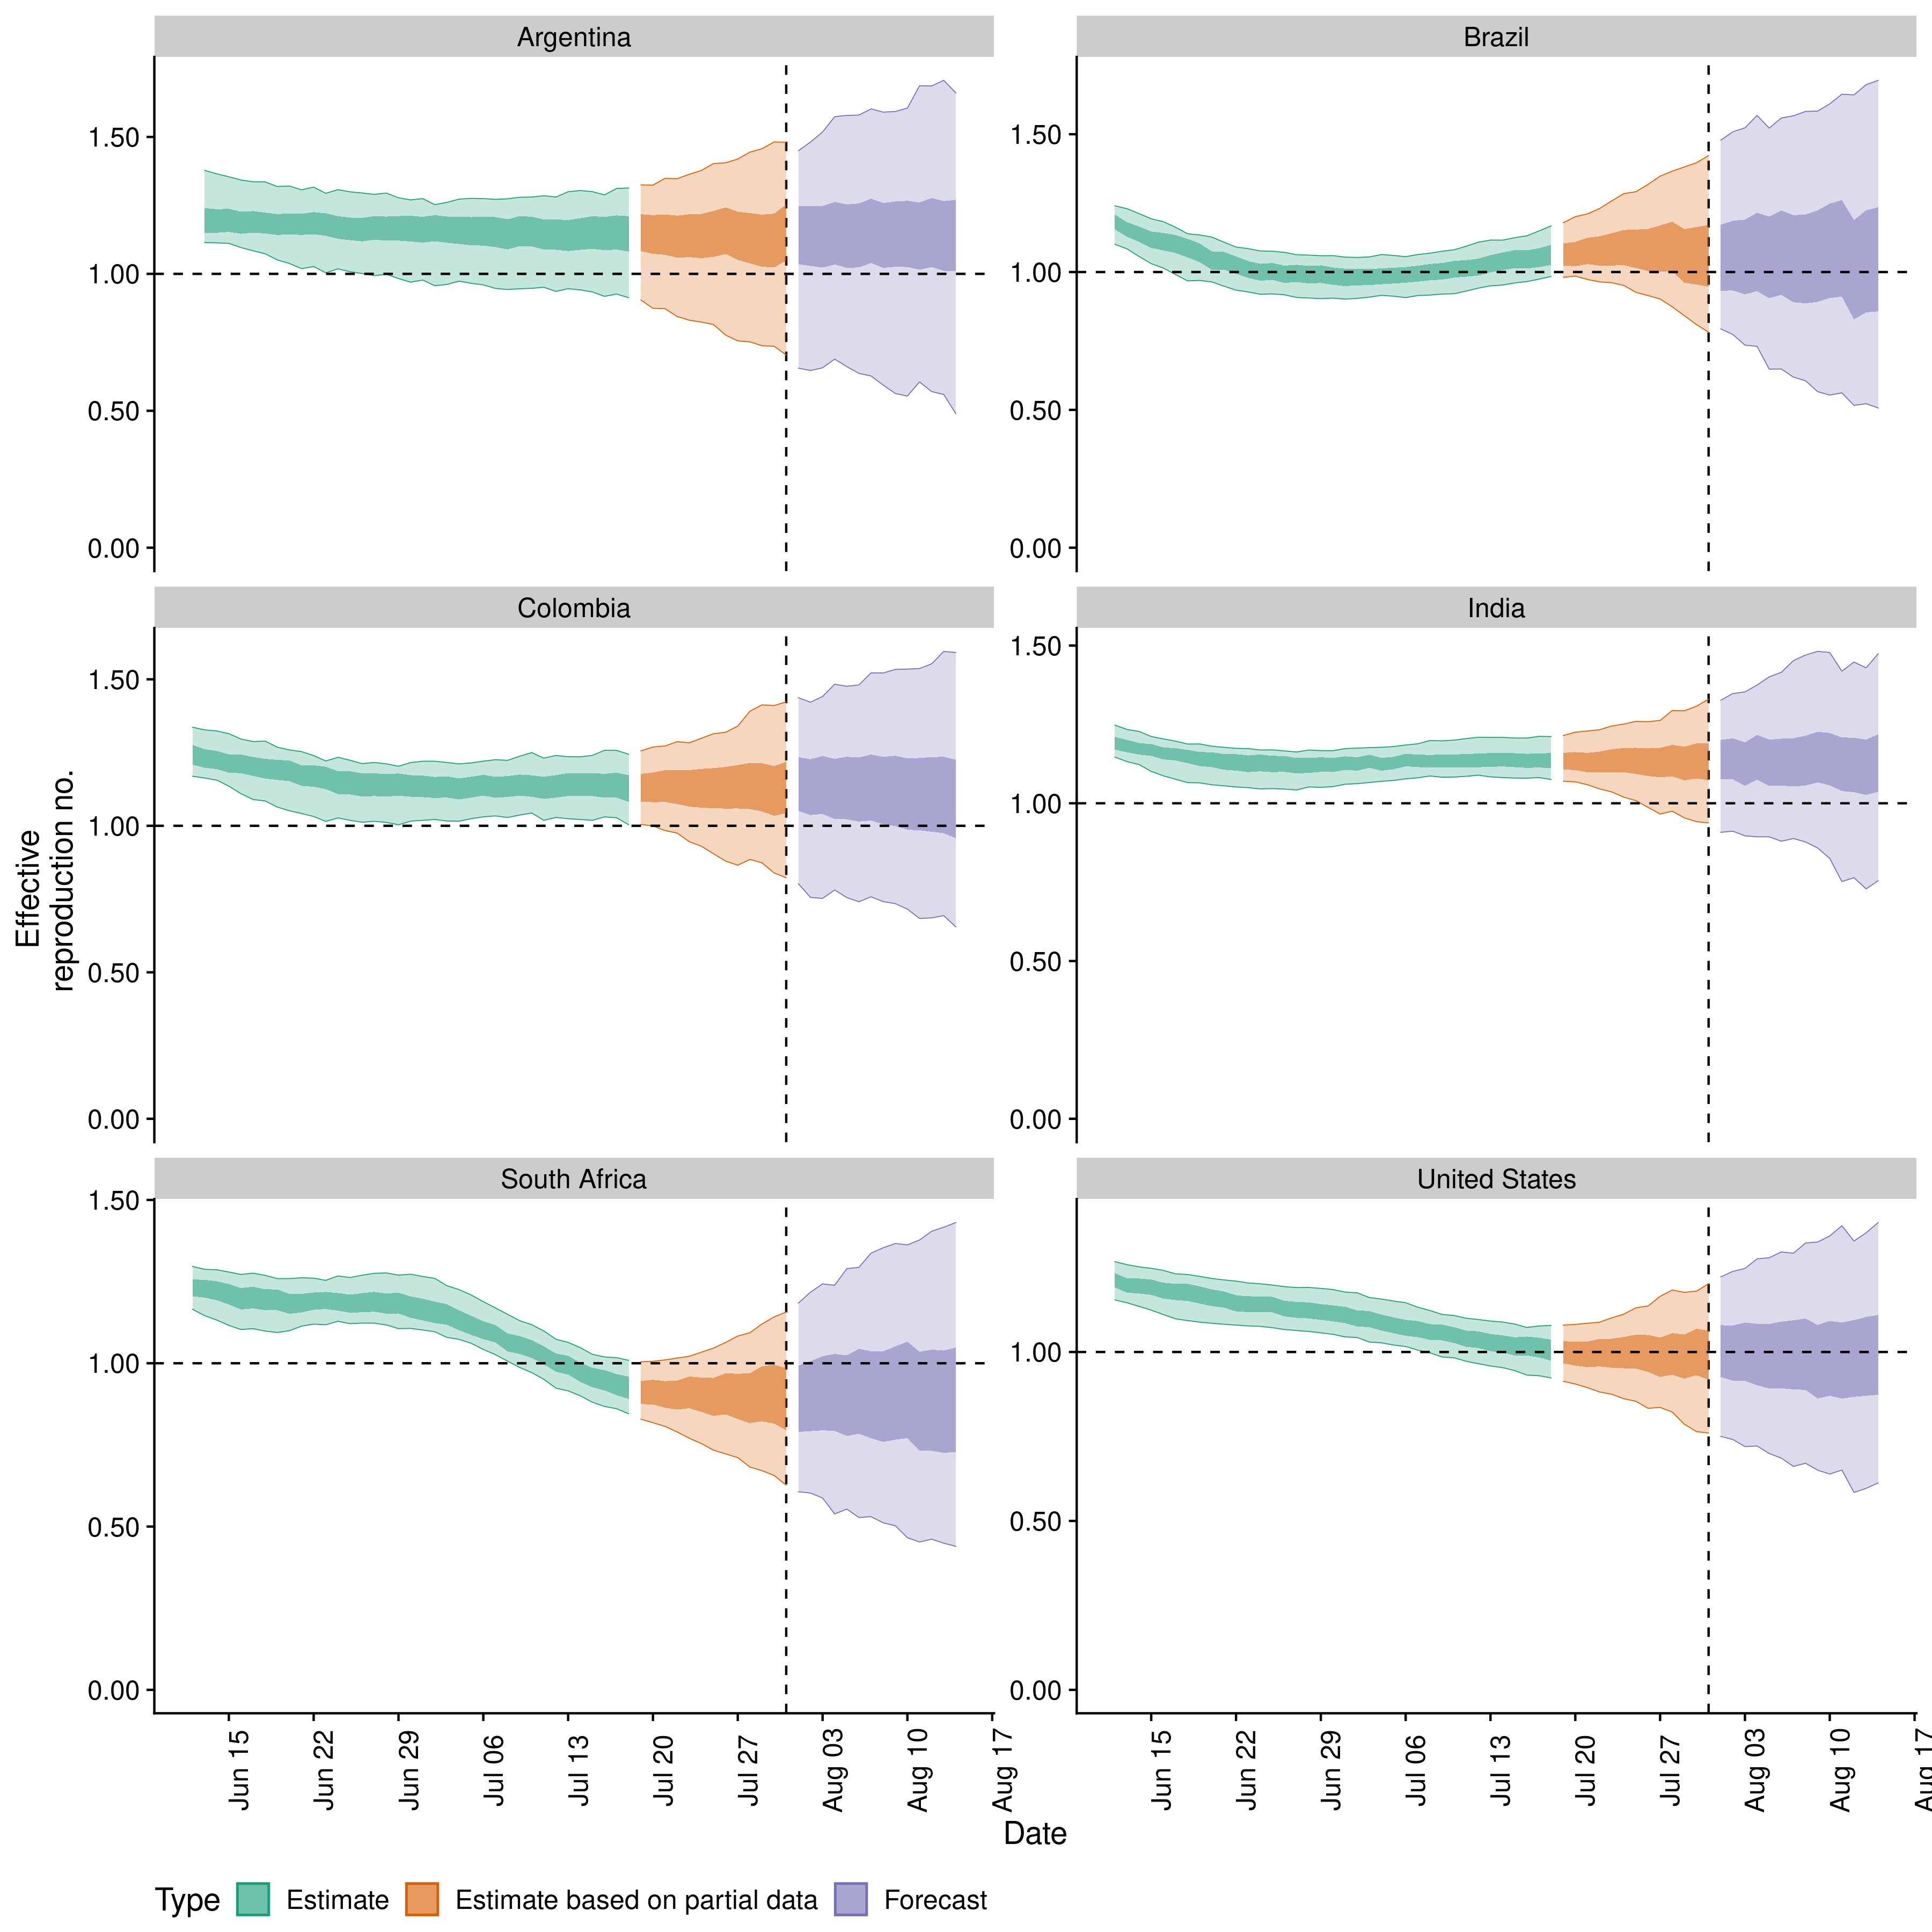 Argentina
Brazil
1.50
1.00
0.50
0.00
1.50
1.00
0.50
0.00
Colombia
India
1.50
1.00
0.50
0.00
1.50
1.00
0.50
0.00
South Africa
United States
1.50
1.00
0.50
0.00
1.00
0.50
0.00
Effective
reproduction no.
Jun 15
Jun 22
Jun 29
Jul 06
Jul 13
Jul 20
Jul 27
Aug 03
Aug 10
Aug 17
Jun 15
Jun 22
Jun 29
Jul 06
Jul 13
Jul 20
Jul 27
Aug 03
Aug 10
Aug 17
Date
Type Estimate Estimate based on partial data Forecast